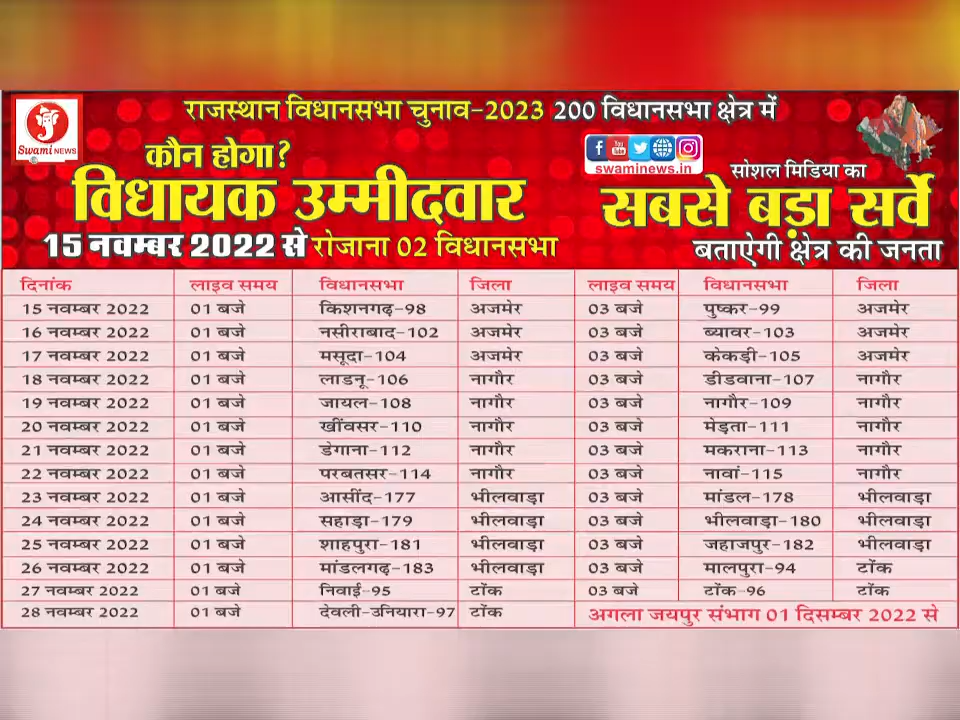 राजस्थान विधानसभा चुनाव-2023 200 विधानसभा क्षेत्र में
Swami NEWS
कौन होगा?
विधायक उम्मीदवार
15 नवम्बर 2022 से रोजाना 02 विधानसभा
You Tube
swaminews.in
सोशल मिडिया का
सबसे बड़ा सर्वे
बताऐगी क्षेत्र की जनता
दिनांक लाइव समय विधानसभा जिला लाइव समय विधानसभा जिला
15 नवम्बर 2022 01 बजे किशनगढ़-98 अजमेर 03 बजे पुष्कर-99 अजमेर
16 नवम्बर 2022 01 बजे नसीराबाद-102 अजमेर 03 बजे ब्यावर-103 अजमेर
17 नवम्बर 2022 01 बजे मसूदा-104 अजमेर 03 बजे केकड़ी-105 अजमेर
18 नवम्बर 2022 01 बजे लाडनू-106 नागौर 03 बजे डीडवाना-107 नागौर
19 नवम्बर 2022 01 बजे जायल-108 नागौर 03 बजे नागौर-109 नागौर
20 नवम्बर 2022 01 बजे खींवसर-110 नागौर 03 बजे मेड़ता-111 नागौर
21 नवम्बर 2022 01 बजे डेगाना-112 नागौर 03 बजे मकराना-113 नागौर
22 नवम्बर 2022 01 बजे परबतसर-114 नागौर 03 बजे नावां-115 नागौर
23 नवम्बर 2022 01 बजे आसींद-177 भीलवाड़ा 03 बजे मांडल-178 भीलवाड़ा
24 नवम्बर 2022 01 बजे सहाड़ा-179 भीलवाड़ा 03 बजे भीलवाड़ा-180 भीलवाड़ा
25 नवम्बर 2022 01 बजे शाहपुरा-181 भीलवाड़ा 03 बजे जहाजपुर-182 भीलवाड़ा
26 नवम्बर 2022 01 बजे मांडलगढ़-183 भीलवाड़ा 03 बजे मालपुरा-94 टोंक
27 नवम्बर 2022 01 बजे निवाई-95 टोंक 03 बजे टोंक-96 टोंक
28 नवम्बर 2022 01 बजे देवली-उनियारा-97 टोंक अगला जयपुर संभाग 01 दिसम्बर 2022 से